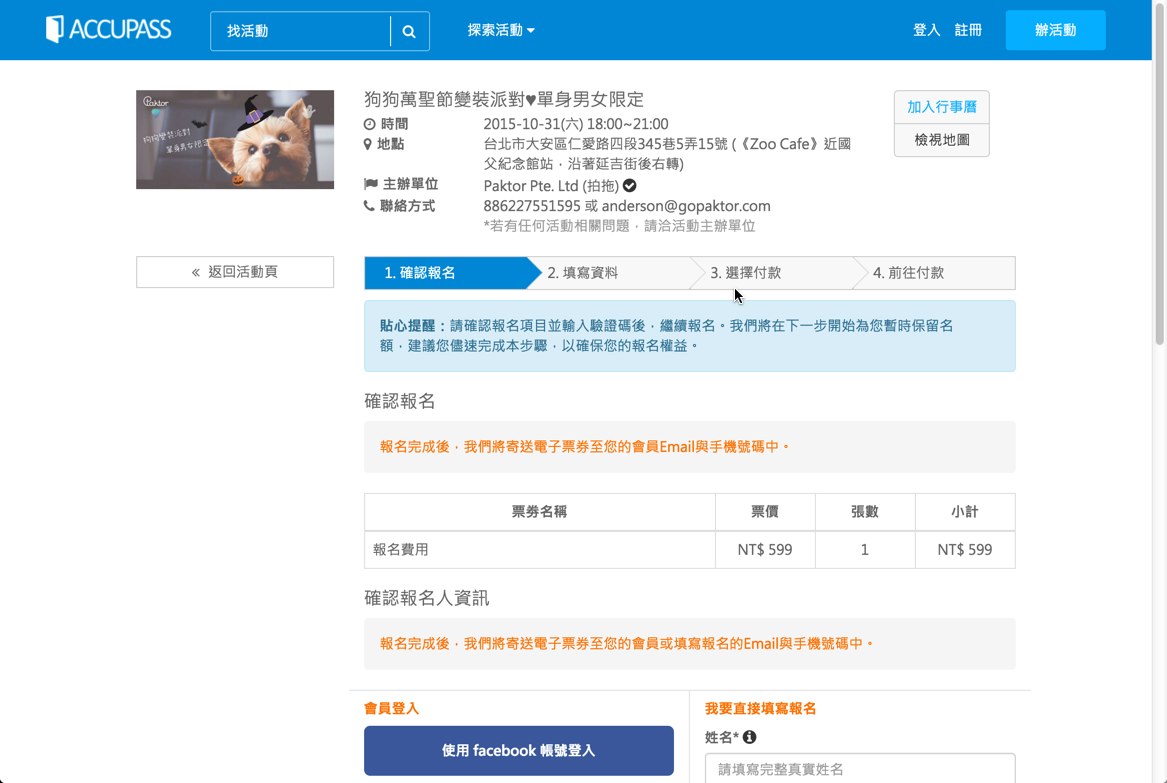 ACCUPASS
找活動
探索活動
登入
註冊
辦活動
Paktor
狗狗變裝派對
單身男女限定
狗狗萬聖節變裝派對♥單身男女限定
時間
2015-10-31(六) 18:00~21:00
地點
台北市大安區仁愛路四段345巷5弄15號 (《Zoo Cafe》近國
父紀念館站，沿著延吉街後右轉)
主辦單位
Paktor Pte. Ltd (拍拖)
聯絡方式
886227551595 或 anderson@gopaktor.com
*若有任何活動相關問題，請洽活動主辦單位
加入行事曆
檢視地圖
« 返回活動頁
1. 確認報名
2. 填寫資料
3. 選擇付款
4. 前往付款
貼心提醒：請確認報名項目並輸入驗證碼後，繼續報名。我們將在下一步開始為您暫時保留名
額，建議您儘速完成本步驟，以確保您的報名權益。
確認報名
報名完成後，我們將寄送電子票券至您的會員Email與手機號碼中。
票券名稱
票價
張數
小計
報名費用
NT$ 599
1
NT$ 599
確認報名人資訊
報名完成後，我們將寄送電子票券至您的會員或填寫報名的Email與手機號碼中。
會員登入
使用 facebook 帳號登入
我要直接填寫報名
姓名*
請填寫完整真實姓名